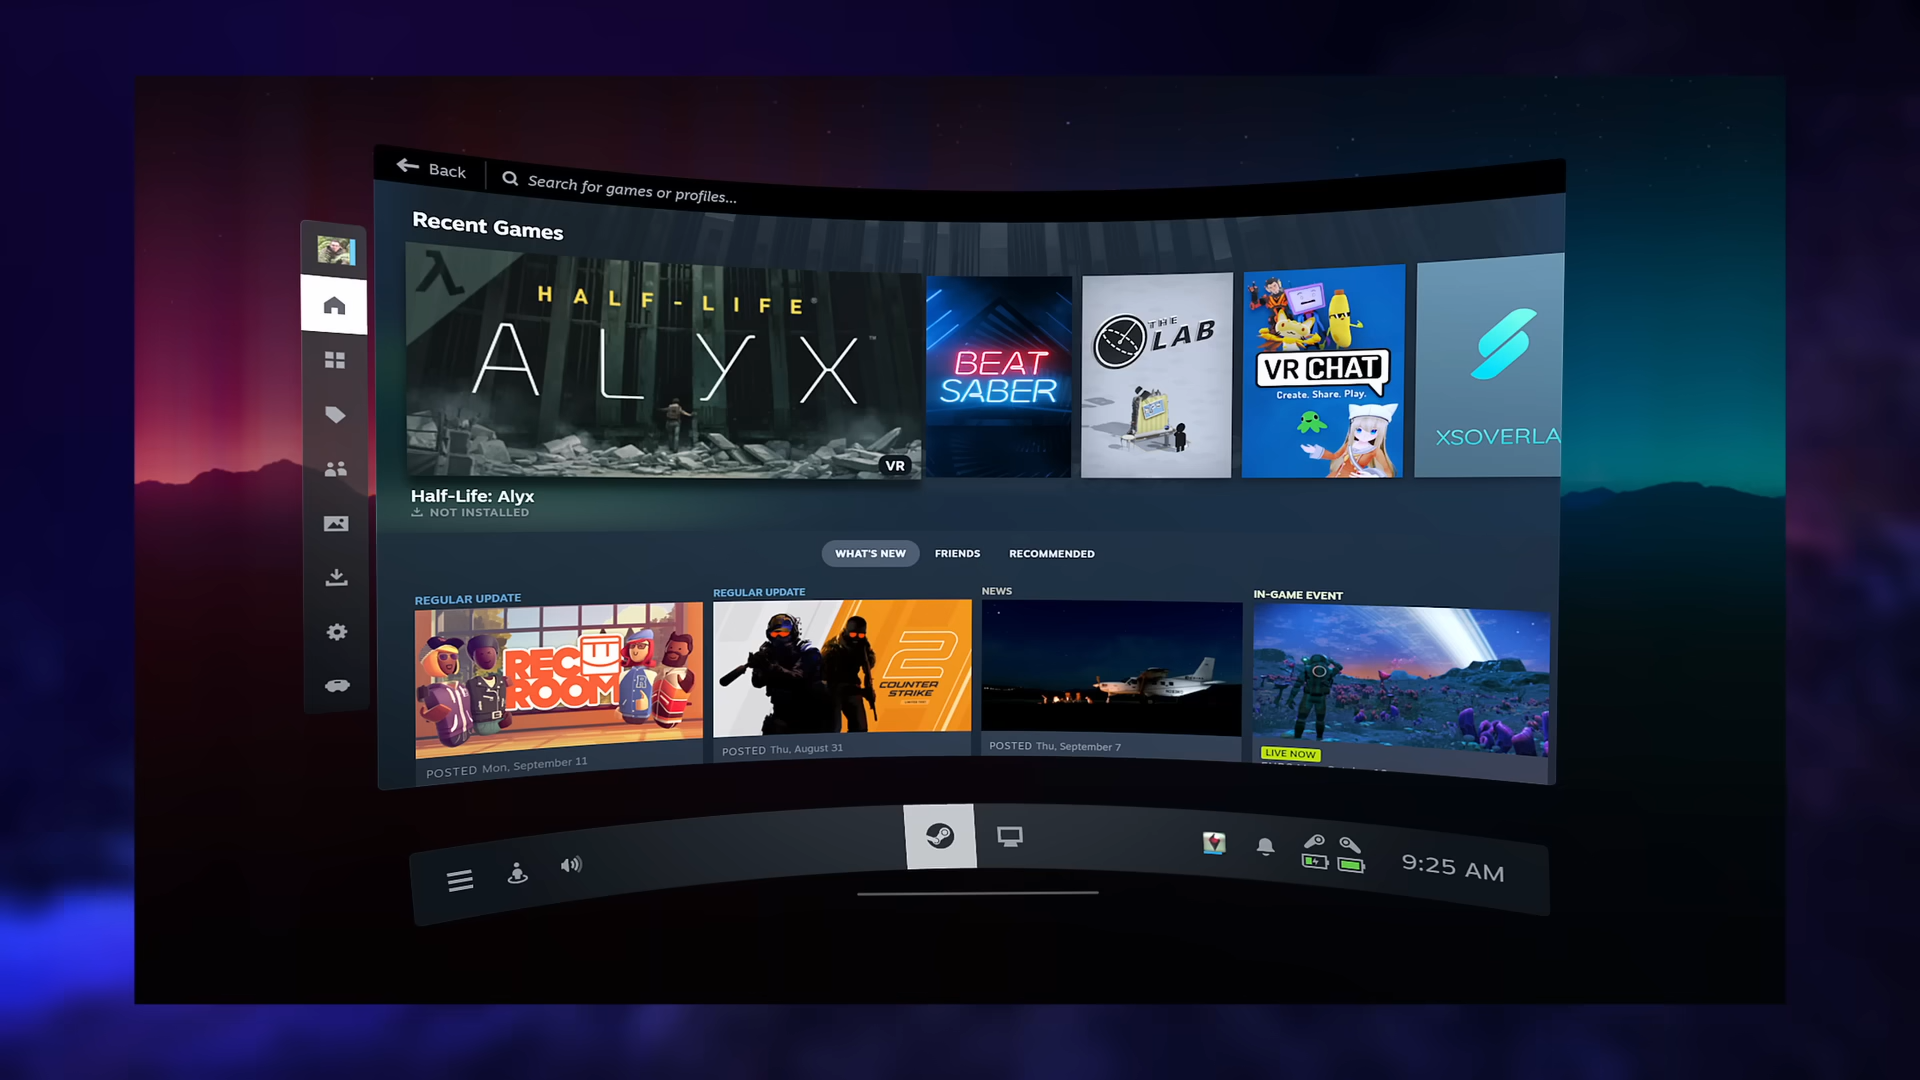 Back
Search for games or profiles...
Recent Games
HALF-LIFE
ALYX™
VR
BEAT
SABER
THE
LAB
VR CHAT
Create. Share. Play.
XSOVERLA
Half-Life: Alyx
NOT INSTALLED
WHAT'S NEW
FRIENDS
RECOMMENDED
REGULAR UPDATE
REC
ROOM
POSTED Mon, September 11
REGULAR UPDATE
2
COUNTER
STRIKE
POSTED Thu, August 31
NEWS
POSTED Thu, September 7
IN-GAME EVENT
LIVE NOW
9:25 AM